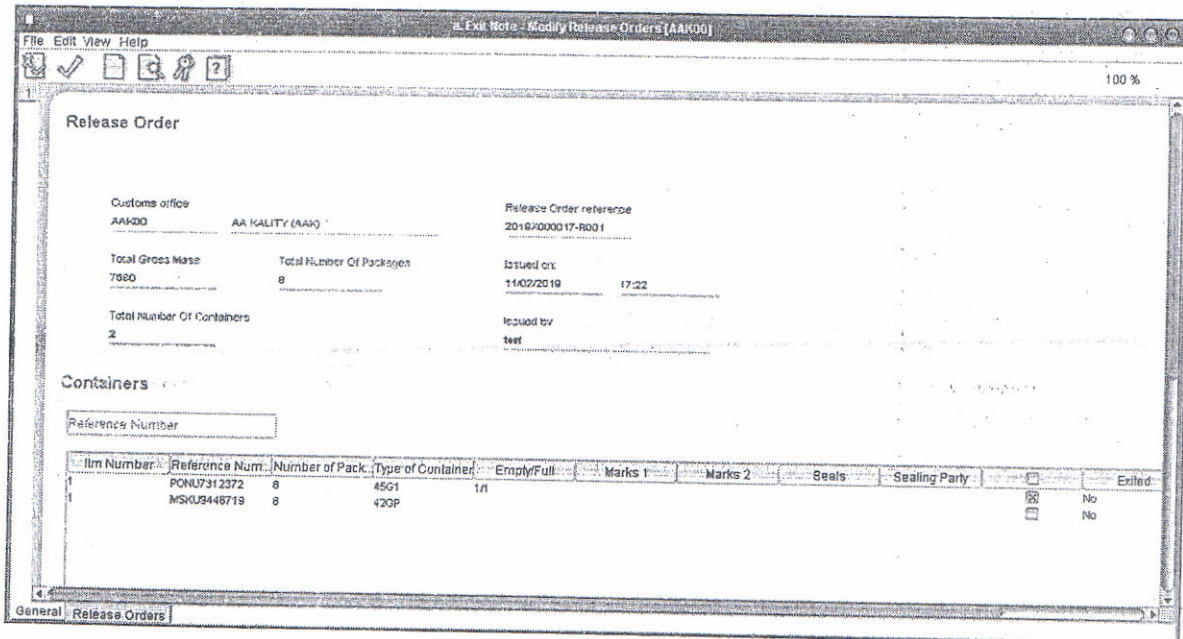 a. Exit Note - Modify Release Orders [AAK00]
File Edit View Help
100 %
1
Release Order
Customs office
AAK00 AA KALITY (AAK)
Release Order reference
2019X000017-R001
Total Gross Mass Total Number Of Packages
7680 8
Issued on:
11/02/2019 17:22
Total Number Of Containers
2
Issued by
test
Containers
Reference Number
Itm Number Reference Num.. Number of Pack.. Type of Container Empty/Full Marks 1 Marks 2 Seals Sealing Party Exited
1 PONU7312372 8 45G1 1/1 No
1 MSKU9446719 8 42GP No
General Release Orders